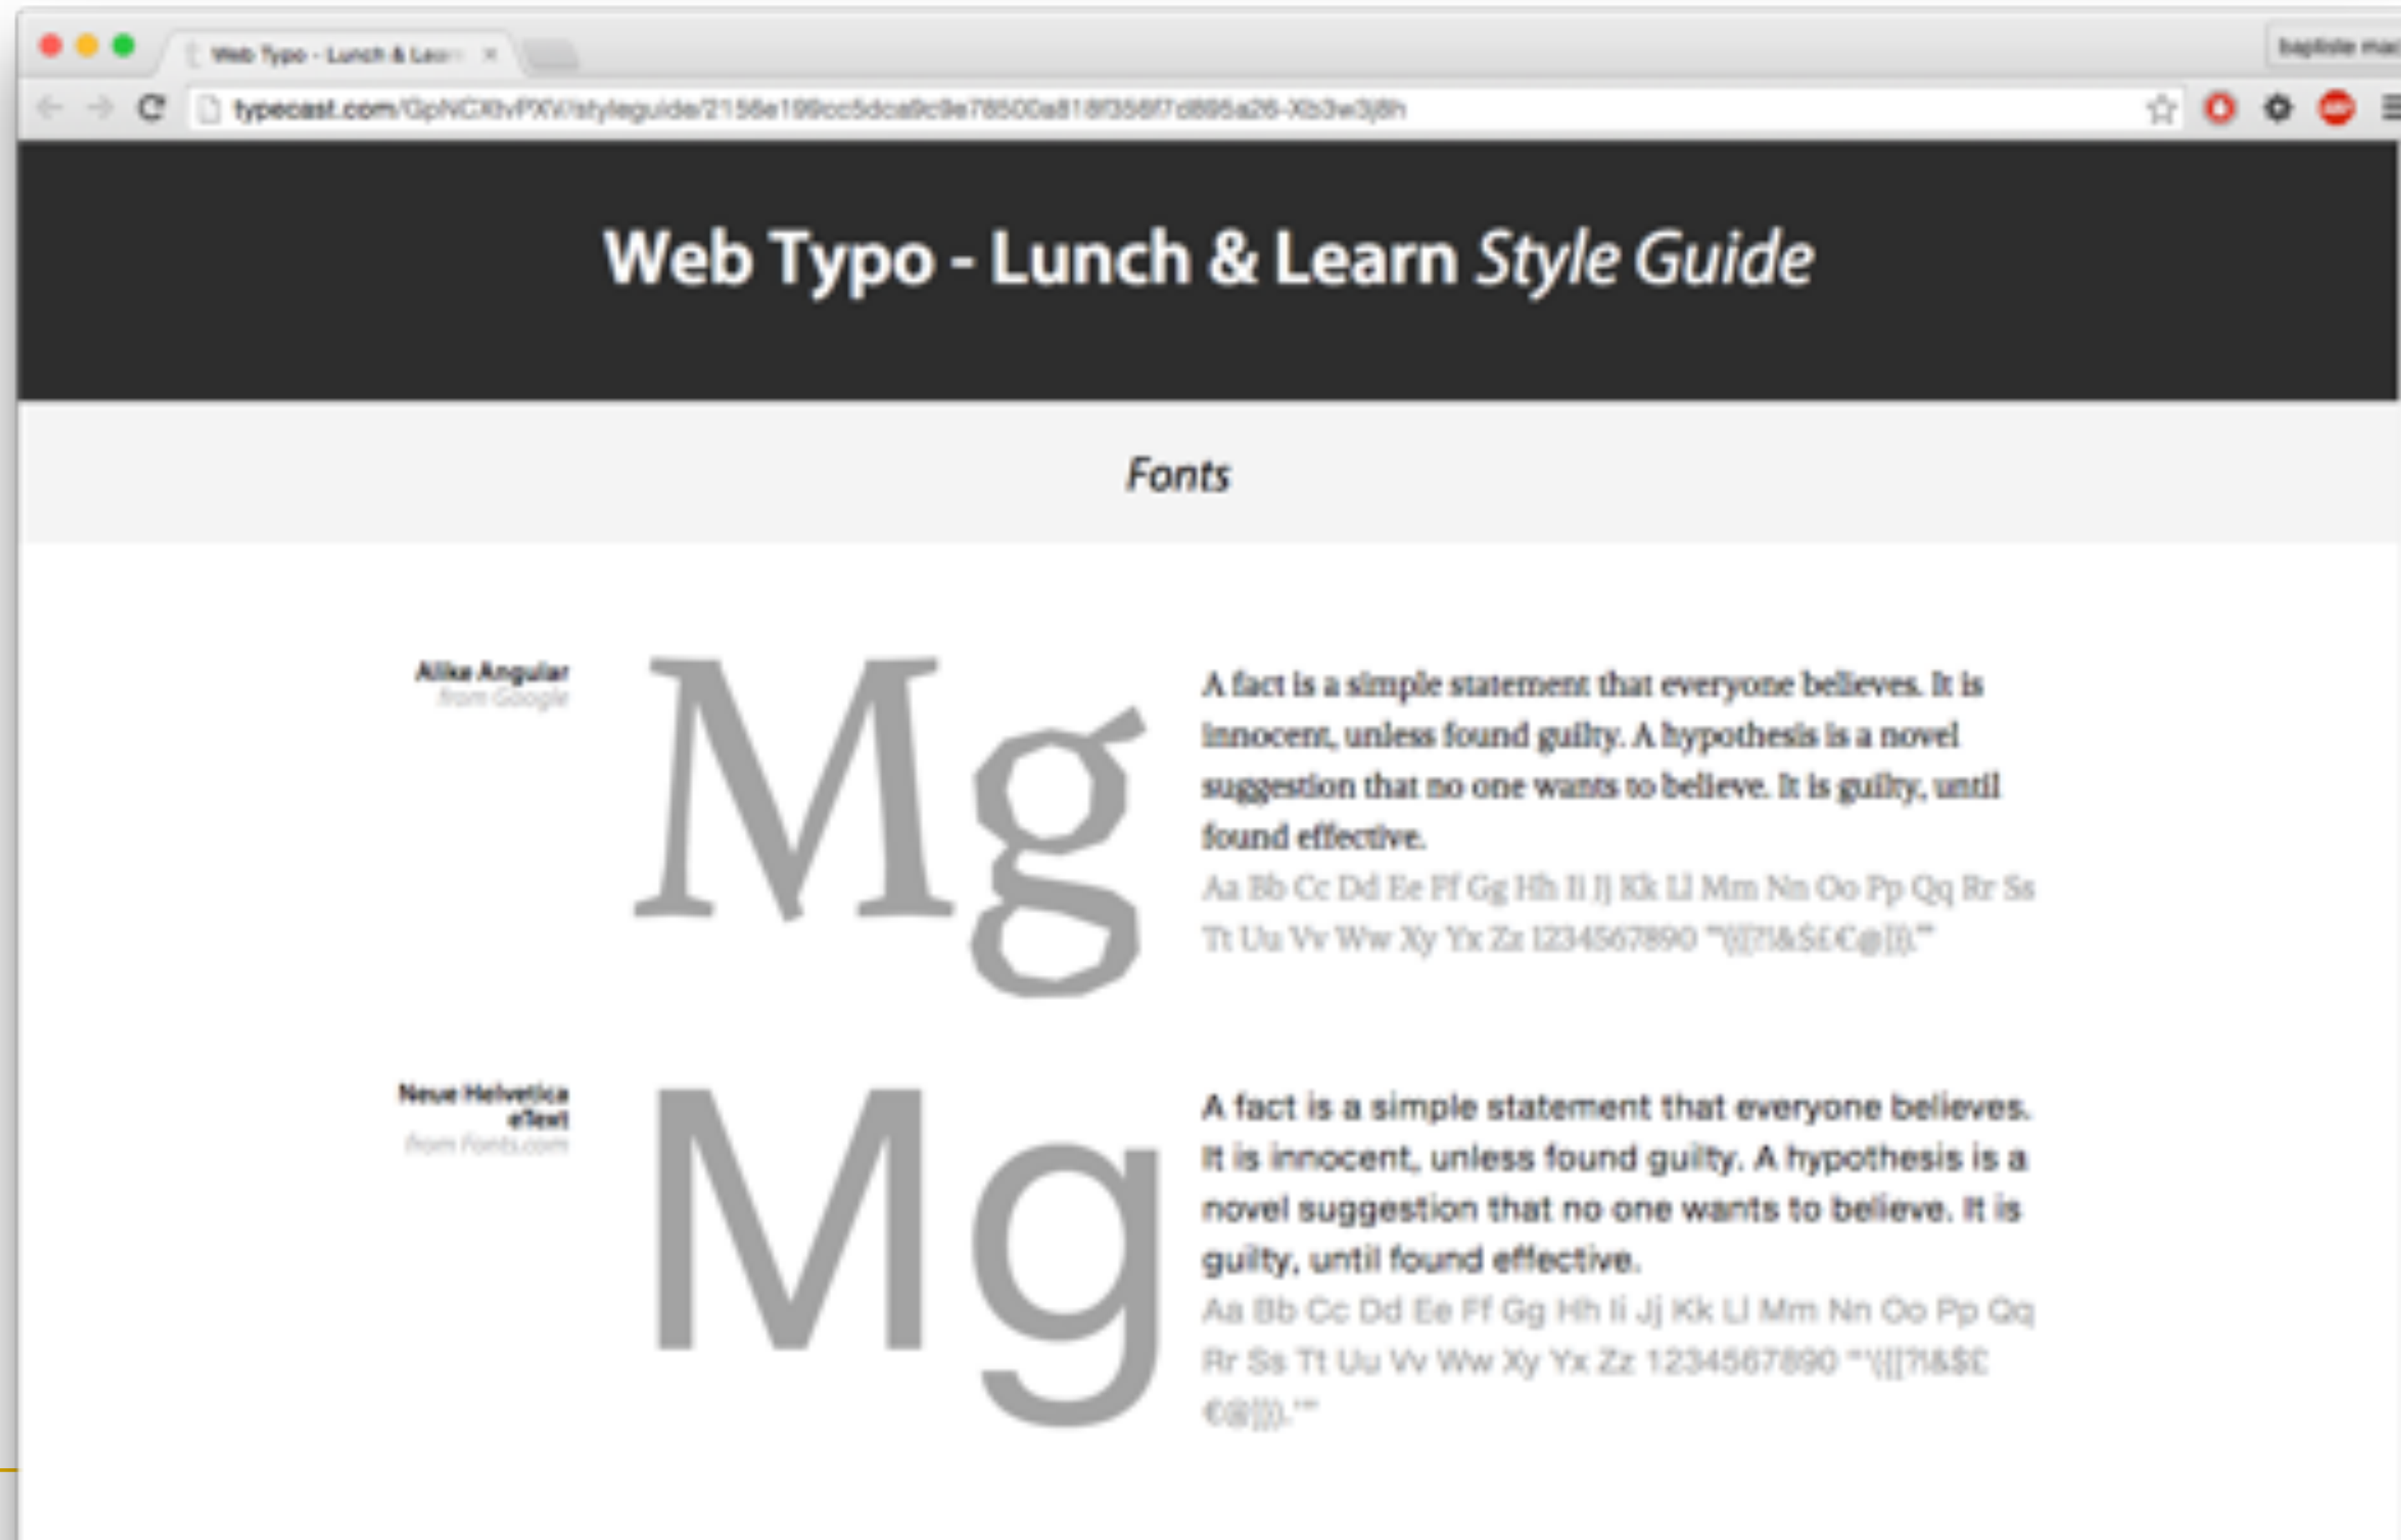 Web Typo - Lunch & Lear
baptiste mac
typecast.com/
Web Typo - Lunch & Learn Style Guide
Fonts
Alike Angular
from Google
Mg
A fact is a simple statement that everyone believes. It is
innocent, unless found guilty. A hypothesis is a novel
suggestion that no one wants to believe. It is guilty, until
found effective.
Aa Bb Cc Dd Ee Ff Gg Hh Ii Jj Kk Ll Mm Nn Oo Pp Qq Rr Ss
Tt Uu Vv Ww Xy Yx Zz 1234567890
Neue Helvetica
eText
from Fonts.com
Mg
A fact is a simple statement that everyone believes.
It is innocent, unless found guilty. A hypothesis is a
novel suggestion that no one wants to believe. It is
guilty, until found effective.
Aa Bb Cc Dd Ee Ff Gg Hh Ii Jj Kk Ll Mm Nn Oo Pp Qq
Rr Ss Tt Uu Vv Ww Xy Yx Zz 1234567890